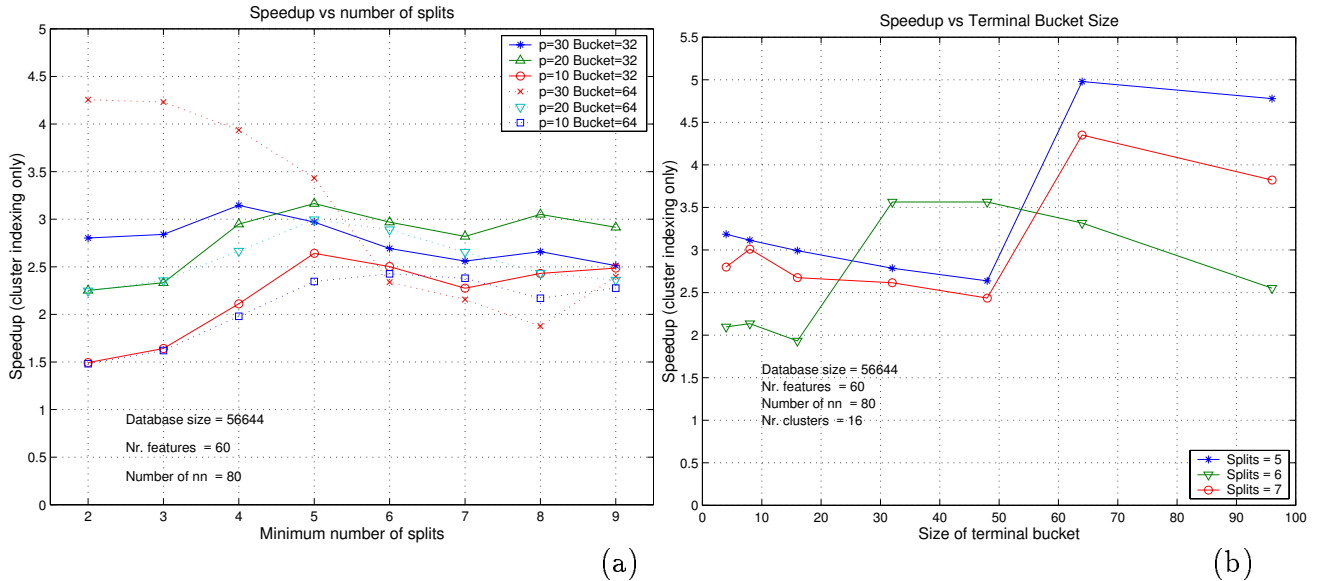 Speedup vs number of splits
5
4.5
4
3.5
3
2.5
2
1.5
1
0.5
0
Speedup (cluster indexing only)
p=30 Bucket=32
p=20 Bucket=32
p=10 Bucket=32
p=30 Bucket=64
p=20 Bucket=64
p=10 Bucket=64
Database size = 56644
Nr. features = 60
Number of nn = 80
2 3 4 5 6 7 8 9
Minimum number of splits
(a)
Speedup vs Terminal Bucket Size
5.5
5
4.5
4
3.5
3
2.5
2
1.5
1
0.5
0
Speedup (cluster indexing only)
Database size = 56644
Nr. features = 60
Number of nn = 80
Nr. clusters = 16
Splits = 5
Splits = 6
Splits = 7
0 10 20 30 40 50 60 70 80 90 100
Size of terminal bucket
(b)